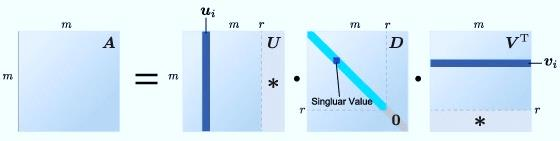 m A
m
=
u_i
m r U
m *
·
m r D
Singluar Value
r 0
·
m V^T
v_i
r
*